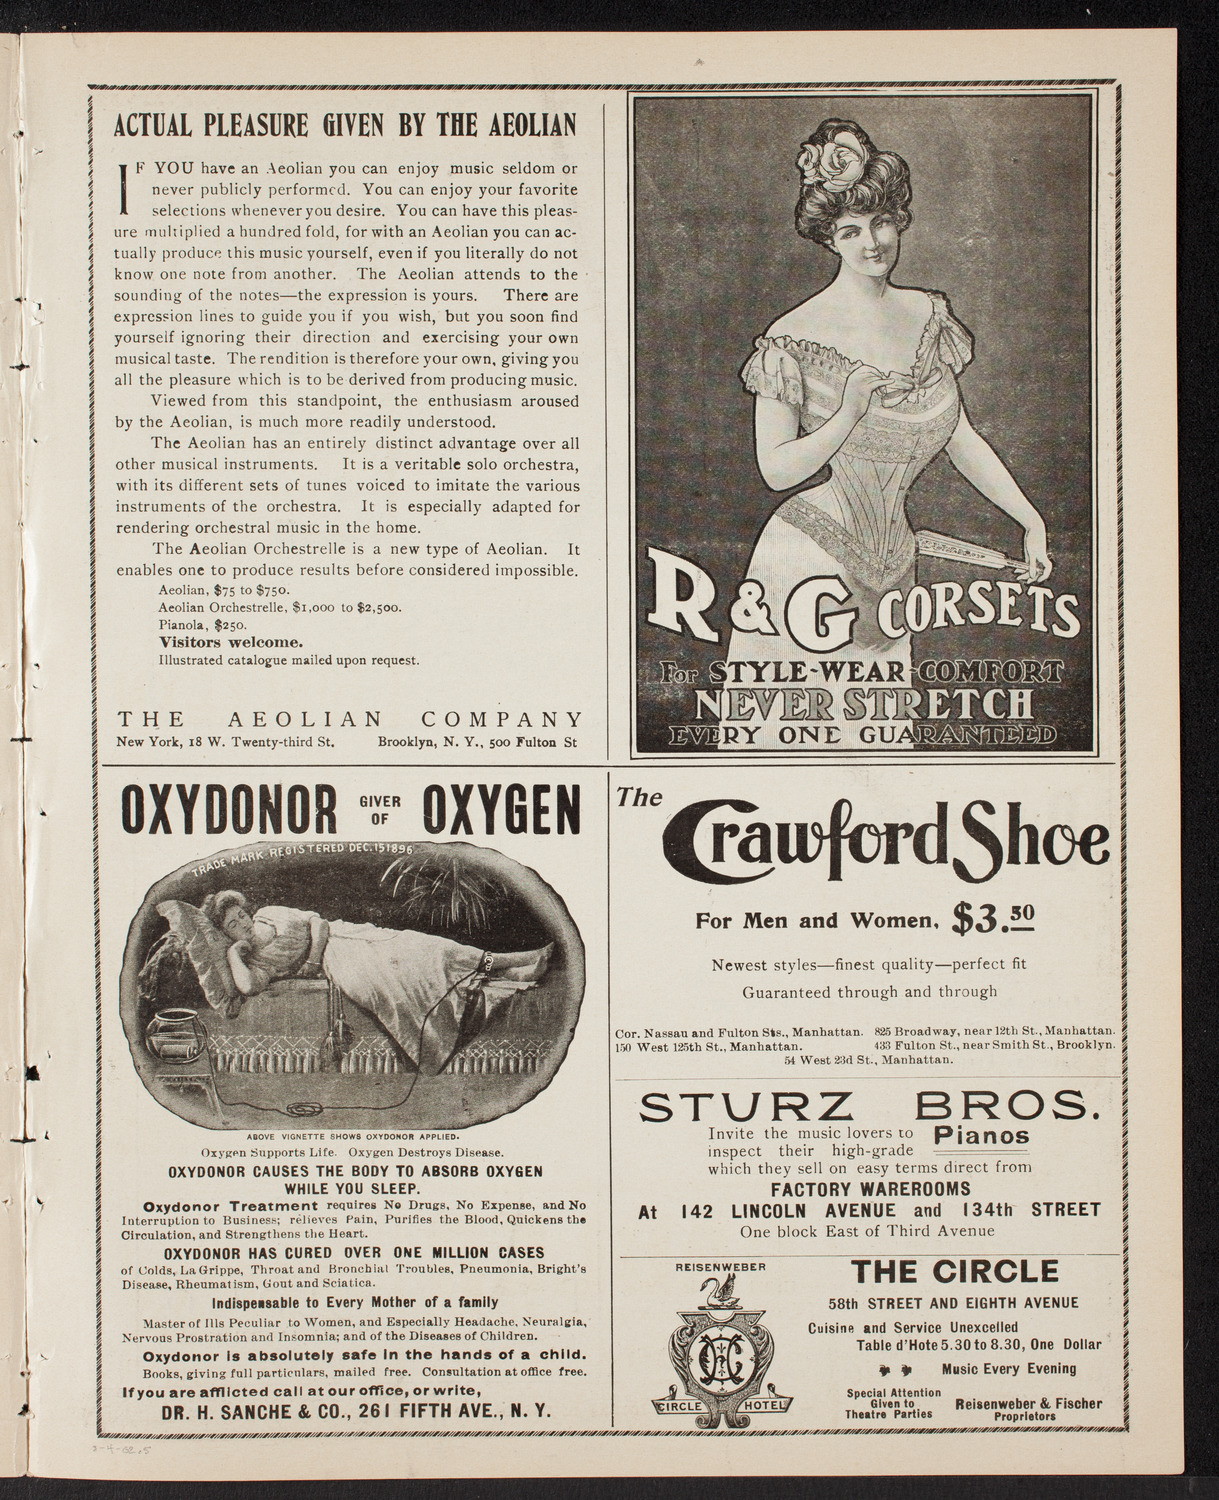 ACTUAL PLEASURE GIVEN BY THE AEOLIAN
IF YOU have an Aeolian you can enjoy music seldom or
never publicly performed. You can enjoy your favorite
selections whenever you desire. You can have this pleas-
ure multiplied a hundred fold, for with an Aeolian you can ac-
tually produce this music yourself, even if you literally do not
know one note from another. The Aeolian attends to the
sounding of the notes—the expression is yours. There are
expression lines to guide you if you wish, but you soon find
yourself ignoring their direction and exercising your own
musical taste. The rendition is therefore your own, giving you
all the pleasure which is to be derived from producing music.
Viewed from this standpoint, the enthusiasm aroused
by the Aeolian, is much more readily understood.
The Aeolian has an entirely distinct advantage over all
other musical instruments. It is a veritable solo orchestra,
with its different sets of tunes voiced to imitate the various
instruments of the orchestra. It is especially adapted for
rendering orchestral music in the home.
The Aeolian Orchestrelle is a new type of Aeolian. It
enables one to produce results before considered impossible.
Aeolian, $75 to $750.
Aeolian Orchestrelle, $1,000 to $2,500.
Pianola, $250.
Visitors welcome.
Illustrated catalogue mailed upon request.
THE AEOLIAN COMPANY
New York, 18 W. Twenty-third St. Brooklyn, N. Y., 500 Fulton St
R & G CORSETS
For STYLE-WEAR-COMFORT
NEVER STRETCH
EVERY ONE GUARANTEED
OXYDONOR GIVER OF OXYGEN
TRADE MARK REGISTERED DEC. 15 1896
ABOVE VIGNETTE SHOWS OXYDONOR APPLIED.
Oxygen Supports Life. Oxygen Destroys Disease.
OXYDONOR CAUSES THE BODY TO ABSORB OXYGEN
WHILE YOU SLEEP.
Oxydonor Treatment requires No Drugs, No Expense, and No
Interruption to Business; relieves Pain, Purifies the Blood, Quickens the
Circulation, and Strengthens the Heart.
OXYDONOR HAS CURED OVER ONE MILLION CASES
of Colds, La Grippe, Throat and Bronchial Troubles, Pneumonia, Bright's
Disease, Rheumatism, Gout and Sciatica.
Indispensable to Every Mother of a family
Master of Ills Peculiar to Women, and Especially Headache, Neuralgia,
Nervous Prostration and Insomnia; and of the Diseases of Children.
Oxydonor is absolutely safe in the hands of a child.
Books, giving full particulars, mailed free. Consultation at office free.
If you are afflicted call at our office, or write,
DR. H. SANCHE & CO., 261 FIFTH AVE., N. Y.
The Crawford Shoe
For Men and Women, $3.50
Newest styles—finest quality—perfect fit
Guaranteed through and through
Cor. Nassau and Fulton Sts., Manhattan. 825 Broadway, near 12th St., Manhattan.
150 West 125th St., Manhattan. 433 Fulton St., near Smith St., Brooklyn.
54 West 23d St., Manhattan.
STURZ BROS.
Invite the music lovers to Pianos
inspect their high-grade
which they sell on easy terms direct from
FACTORY WAREROOMS
At 142 LINCOLN AVENUE and 134th STREET
One block East of Third Avenue
REISENWEBER
CIRCLE HOTEL
THE CIRCLE
58th STREET AND EIGHTH AVENUE
Cuisine and Service Unexcelled
Table d'Hote 5.30 to 8.30, One Dollar
Music Every Evening
Special Attention
Given to
Theatre Parties
Reisenweber & Fischer
Proprietors
3-4-02.5